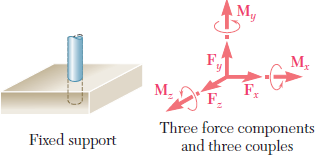 M_y
F_y
M_x
M_z
F_z
F_x
Fixed support
Three force components
and three couples